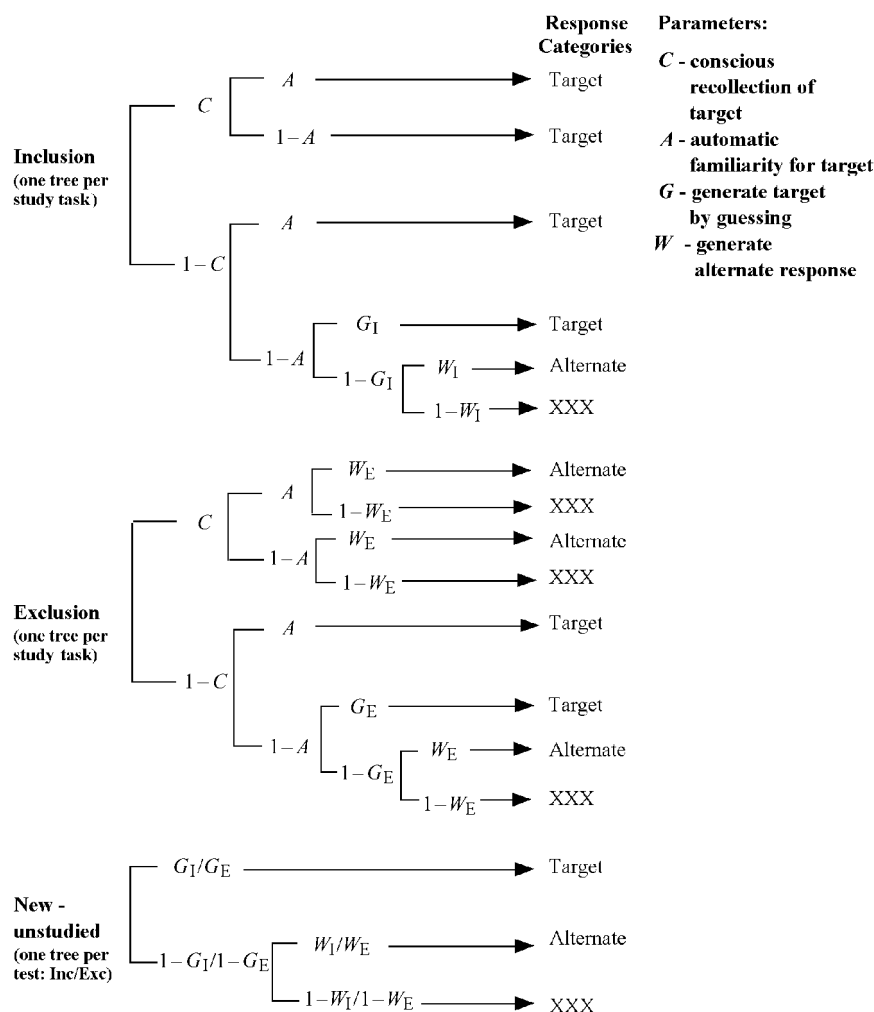 Response
Categories
Parameters:
C - conscious
recollection of
target
A - automatic
familiarity for target
G - generate target
by guessing
W - generate
alternate response
Inclusion
(one tree per
study task)
C
A
Target
1–A
Target
1–C
A
Target
1–A
G_I
Target
1–G_I
W_I
Alternate
1–W_I
XXX
Exclusion
(one tree per
study task)
C
A
W_E
Alternate
1–W_E
XXX
1–A
W_E
Alternate
1–W_E
XXX
1–C
A
Target
1–A
G_E
Target
1–G_E
W_E
Alternate
1–W_E
XXX
New -
unstudied
(one tree per
test: Inc/Exc)
G_I/G_E
Target
1–G_I/1–G_E
W_I/W_E
Alternate
1–W_I/1–W_E
XXX